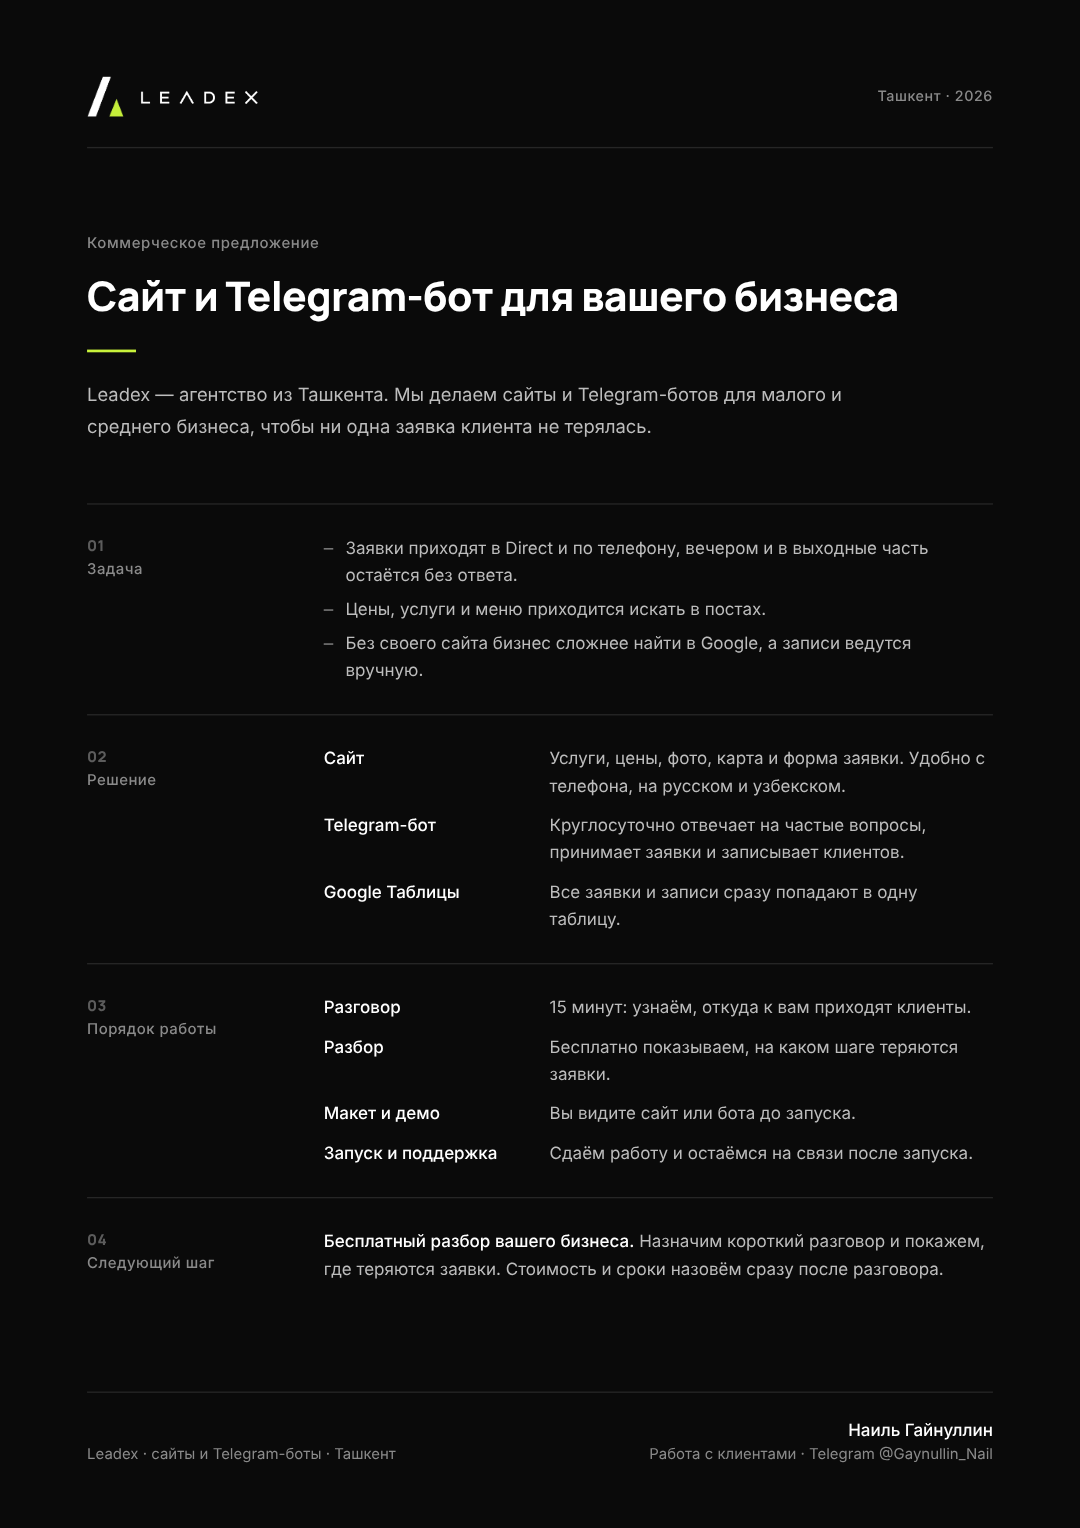 LEADEX
Ташкент · 2026
Коммерческое предложение
Сайт и Telegram-бот для вашего бизнеса
Leadex — агентство из Ташкента. Мы делаем сайты и Telegram-ботов для малого и
среднего бизнеса, чтобы ни одна заявка клиента не терялась.
01
Задача
– Заявки приходят в Direct и по телефону, вечером и в выходные часть
остаётся без ответа.
– Цены, услуги и меню приходится искать в постах.
– Без своего сайта бизнес сложнее найти в Google, а записи ведутся
вручную.
02
Решение
Сайт
Услуги, цены, фото, карта и форма заявки. Удобно с
телефона, на русском и узбекском.
Telegram-бот
Круглосуточно отвечает на частые вопросы,
принимает заявки и записывает клиентов.
Google Таблицы
Все заявки и записи сразу попадают в одну
таблицу.
03
Порядок работы
Разговор
15 минут: узнаём, откуда к вам приходят клиенты.
Разбор
Бесплатно показываем, на каком шаге теряются
заявки.
Макет и демо
Вы видите сайт или бота до запуска.
Запуск и поддержка
Сдаём работу и остаёмся на связи после запуска.
04
Следующий шаг
Бесплатный разбор вашего бизнеса. Назначим короткий разговор и покажем,
где теряются заявки. Стоимость и сроки назовём сразу после разговора.
Leadex · сайты и Telegram-боты · Ташкент
Наиль Гайнуллин
Работа с клиентами · Telegram @Gaynullin_Nail